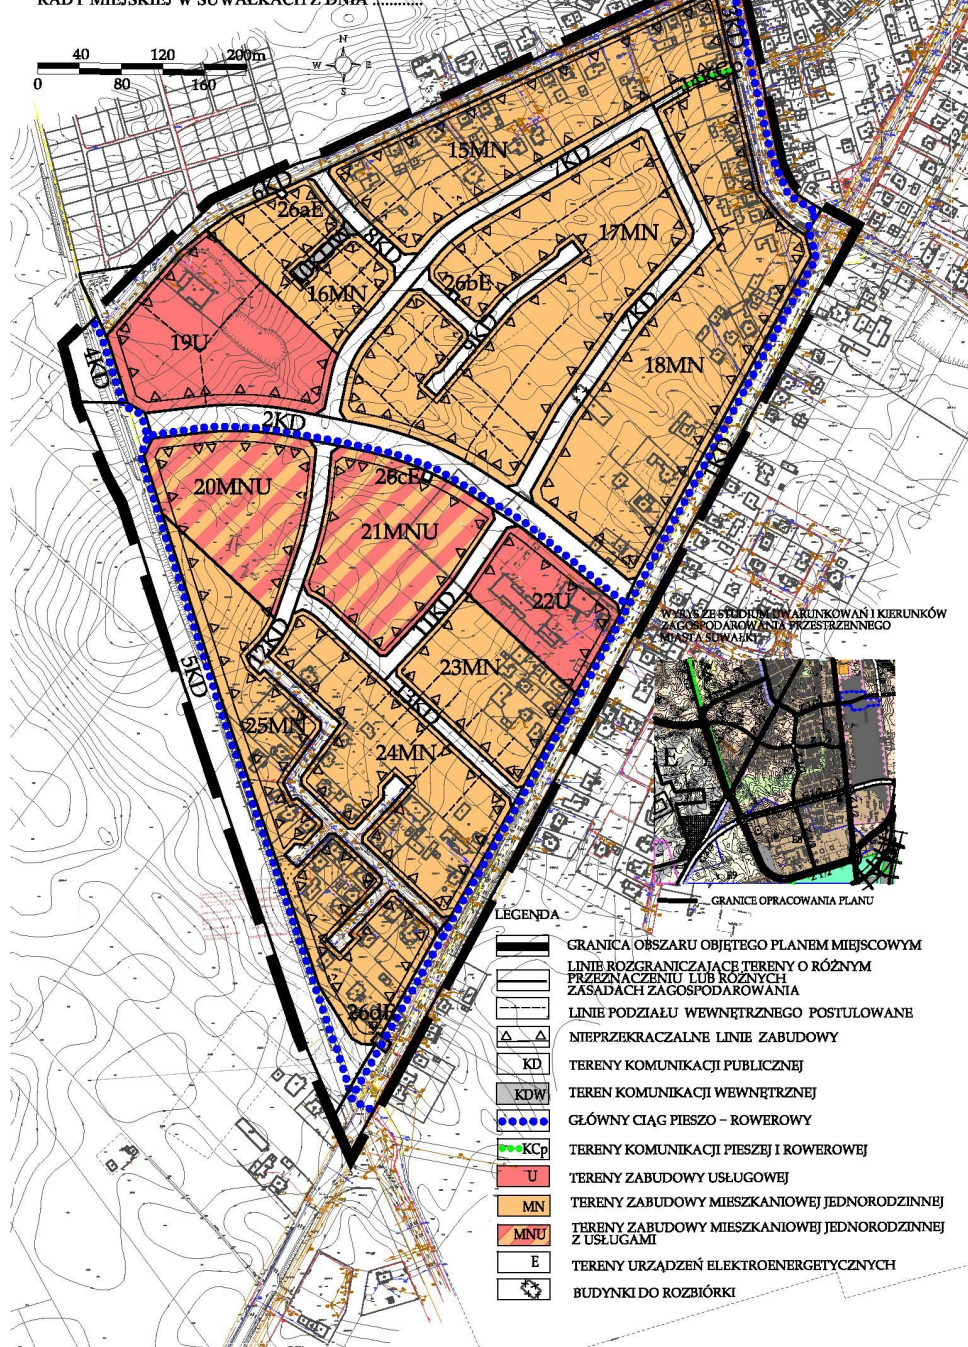 RADY MIEJSKIEJ W SUWAŁKACH Z DNIA ...........
40 120 200m
0 80 160
N
W E
S
15MN
7KD
6KD
26aE
8KD
17MN
16MN
26bE
7KD
9KD
19U
18MN
4KD
2KD
26cE
20MNU
21MNU
22U
11KD
12KD
23MN
13KD
5KD
25MN
24MN
26dE
WYRYS ZE STUDIUM UWARUNKOWAŃ I KIERUNKÓW
ZAGOSPODAROWANIA PRZESTRZENNEGO
MIASTA SUWAŁKI
E
GRANICE OPRACOWANIA PLANU
LEGENDA
GRANICA OBSZARU OBJĘTEGO PLANEM MIEJSCOWYM
LINIE ROZGRANICZAJĄCE TERENY O RÓŻNYM
PRZEZNACZENIU LUB RÓŻNYCH
ZASADACH ZAGOSPODAROWANIA
LINIE PODZIAŁU WEWNĘTRZNEGO POSTULOWANE
NIEPRZEKRACZALNE LINIE ZABUDOWY
KD TERENY KOMUNIKACJI PUBLICZNEJ
KDW TEREN KOMUNIKACJI WEWNĘTRZNEJ
GŁÓWNY CIĄG PIESZO – ROWEROWY
KCp TERENY KOMUNIKACJI PIESZEJ I ROWEROWEJ
U TERENY ZABUDOWY USŁUGOWEJ
MN TERENY ZABUDOWY MIESZKANIOWEJ JEDNORODZINNEJ
MNU TERENY ZABUDOWY MIESZKANIOWEJ JEDNORODZINNEJ
Z USŁUGAMI
E TERENY URZĄDZEŃ ELEKTROENERGETYCZNYCH
BUDYNKI DO ROZBIÓRKI